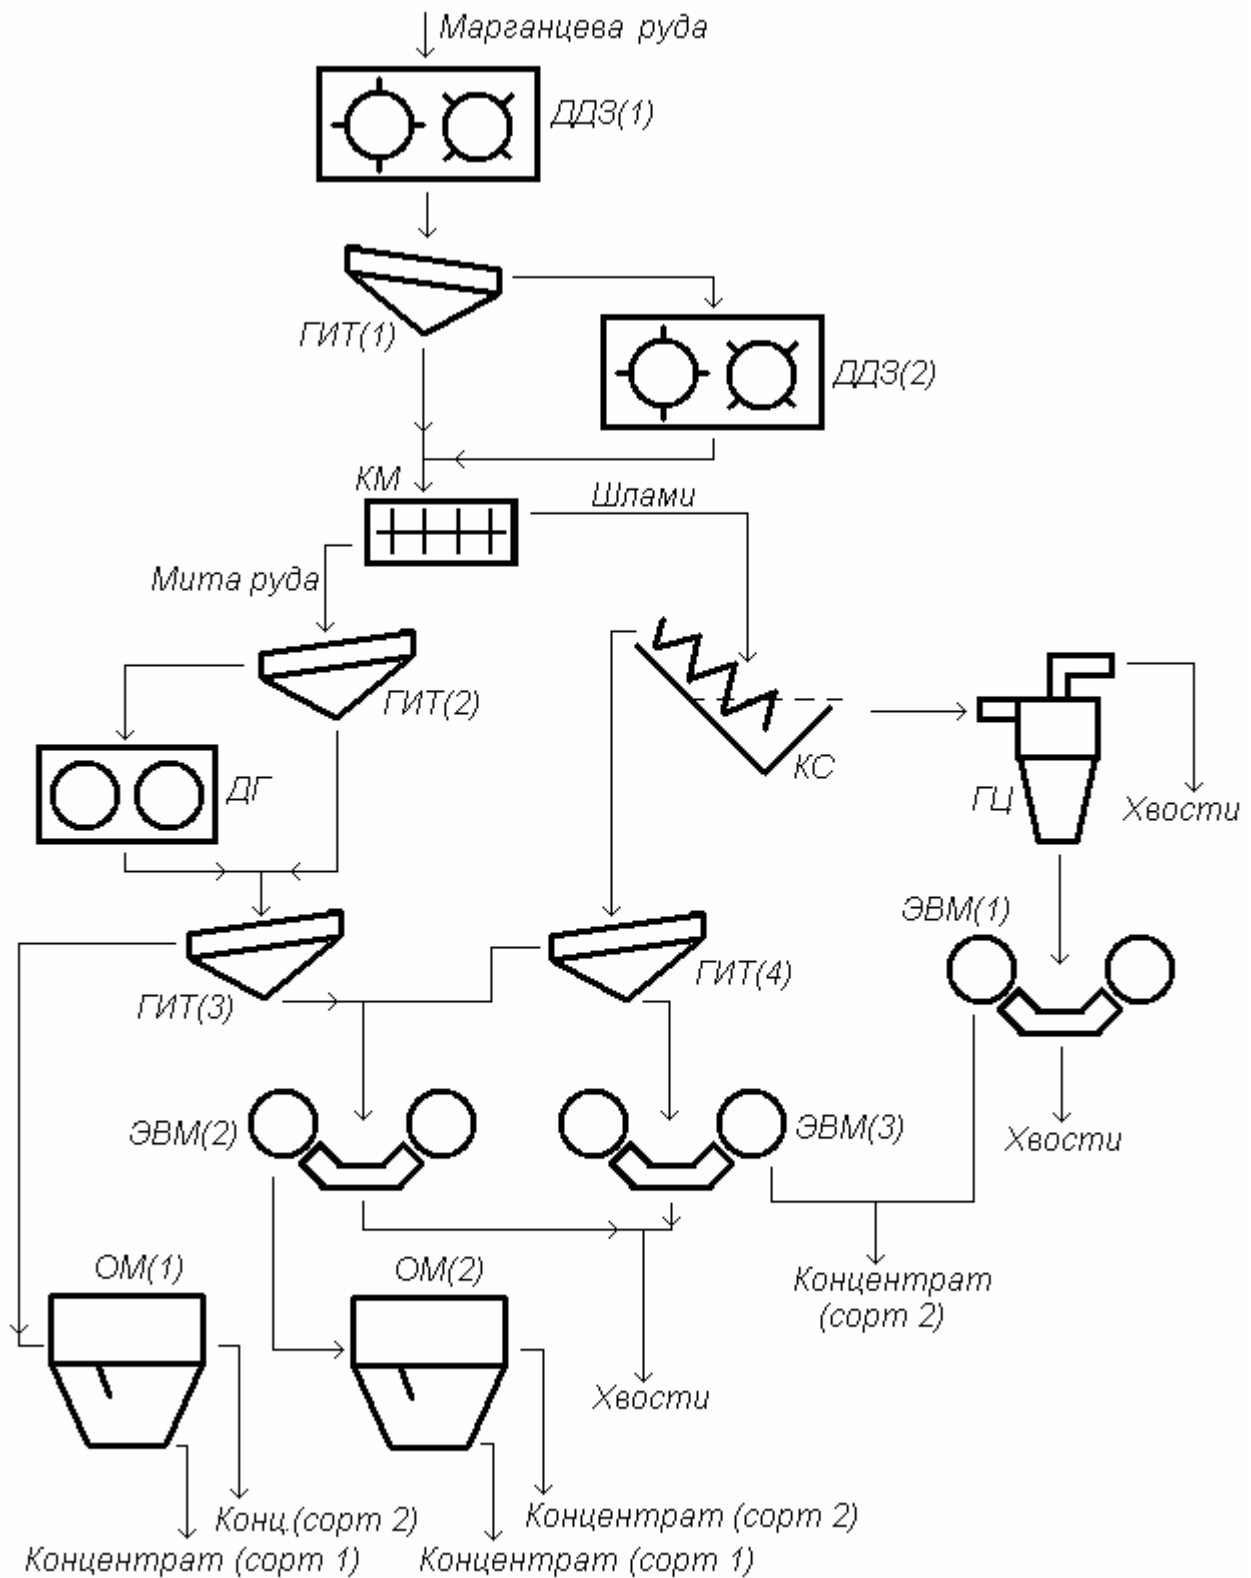 Марганцева руда
ДДЗ(1)
ГИТ(1)
ДДЗ(2)
КМ
Шлами
Мита руда
ГИТ(2)
КС
ДГ
ГЦ
Хвости
ЭВМ(1)
ГИТ(3)
ГИТ(4)
ЭВМ(2)
ЭВМ(3)
Хвости
ОМ(1)
ОМ(2)
Концентрат
(сорт 2)
Хвости
Конц.(сорт 2)
Концентрат (сорт 2)
Концентрат (сорт 1)
Концентрат (сорт 1)